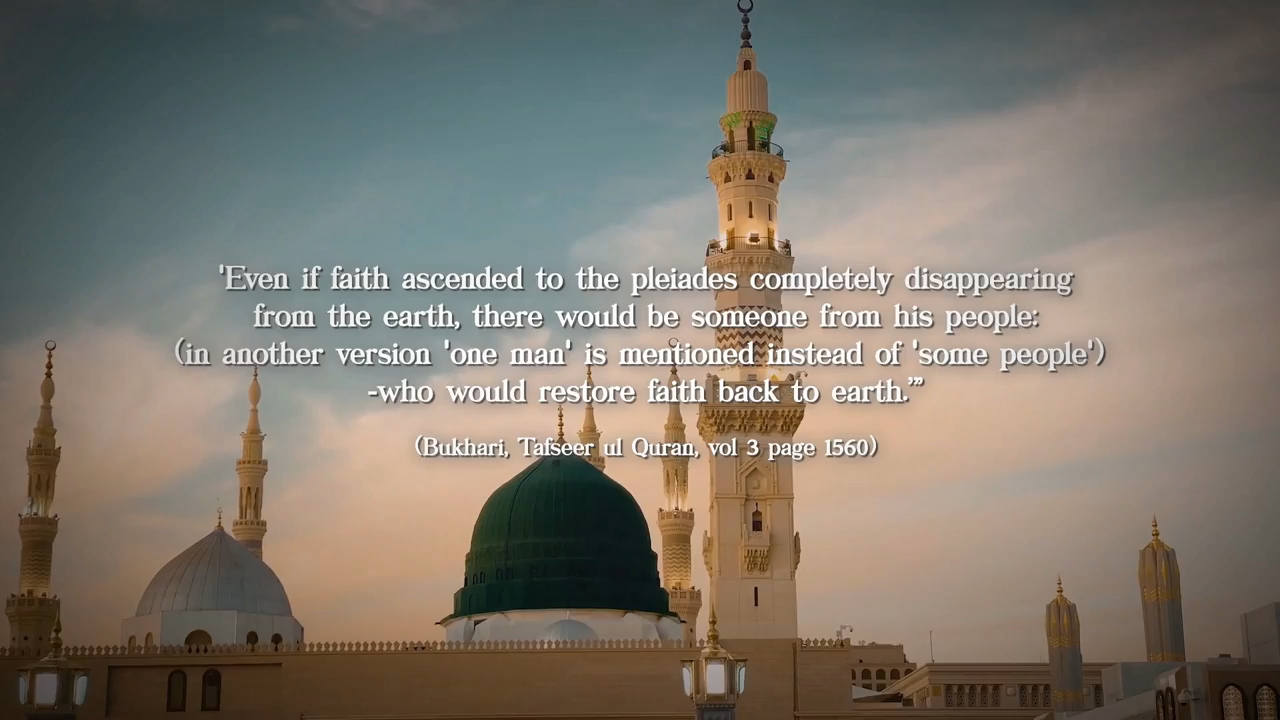 'Even if faith ascended to the pleiades completely disappearing
from the earth, there would be someone from his people:
(in another version 'one man' is mentioned instead of 'some people')
-who would restore faith back to earth.'"
(Bukhari, Tafseer ul Quran, vol 3 page 1560)